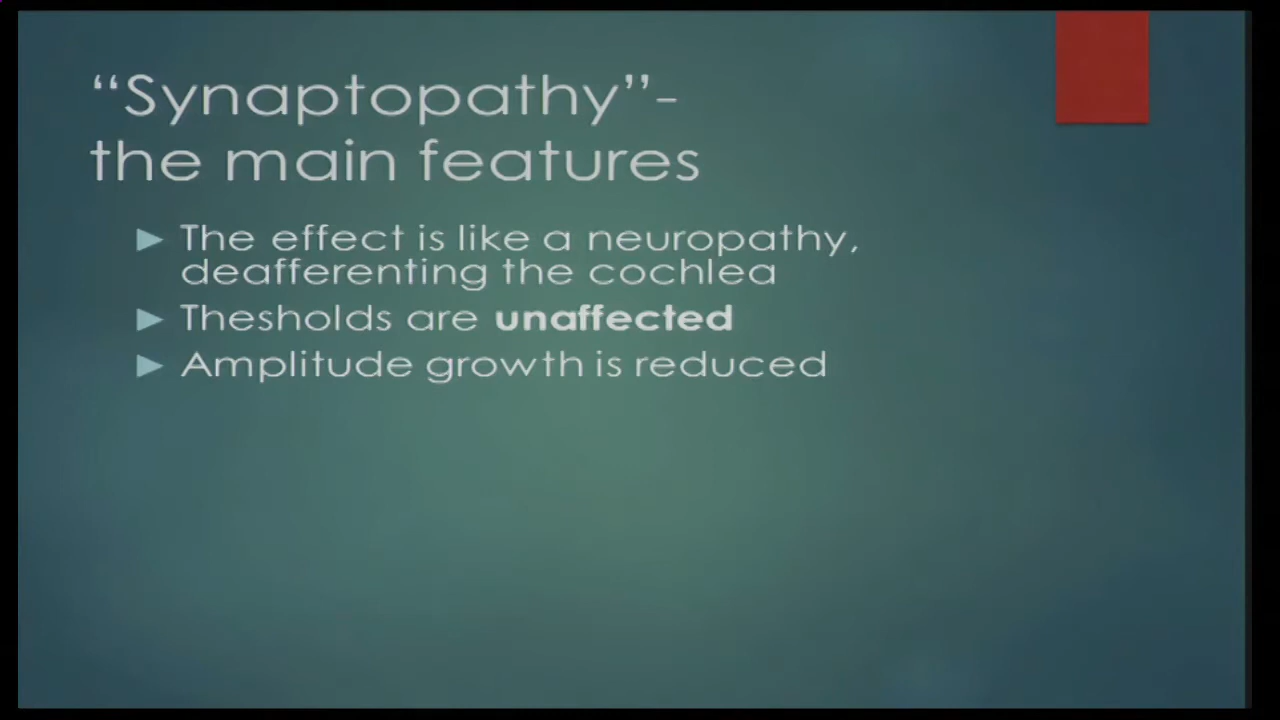 “Synaptopathy”-
the main features
The effect is like a neuropathy,
deafferenting the cochlea
Thesholds are unaffected
Amplitude growth is reduced